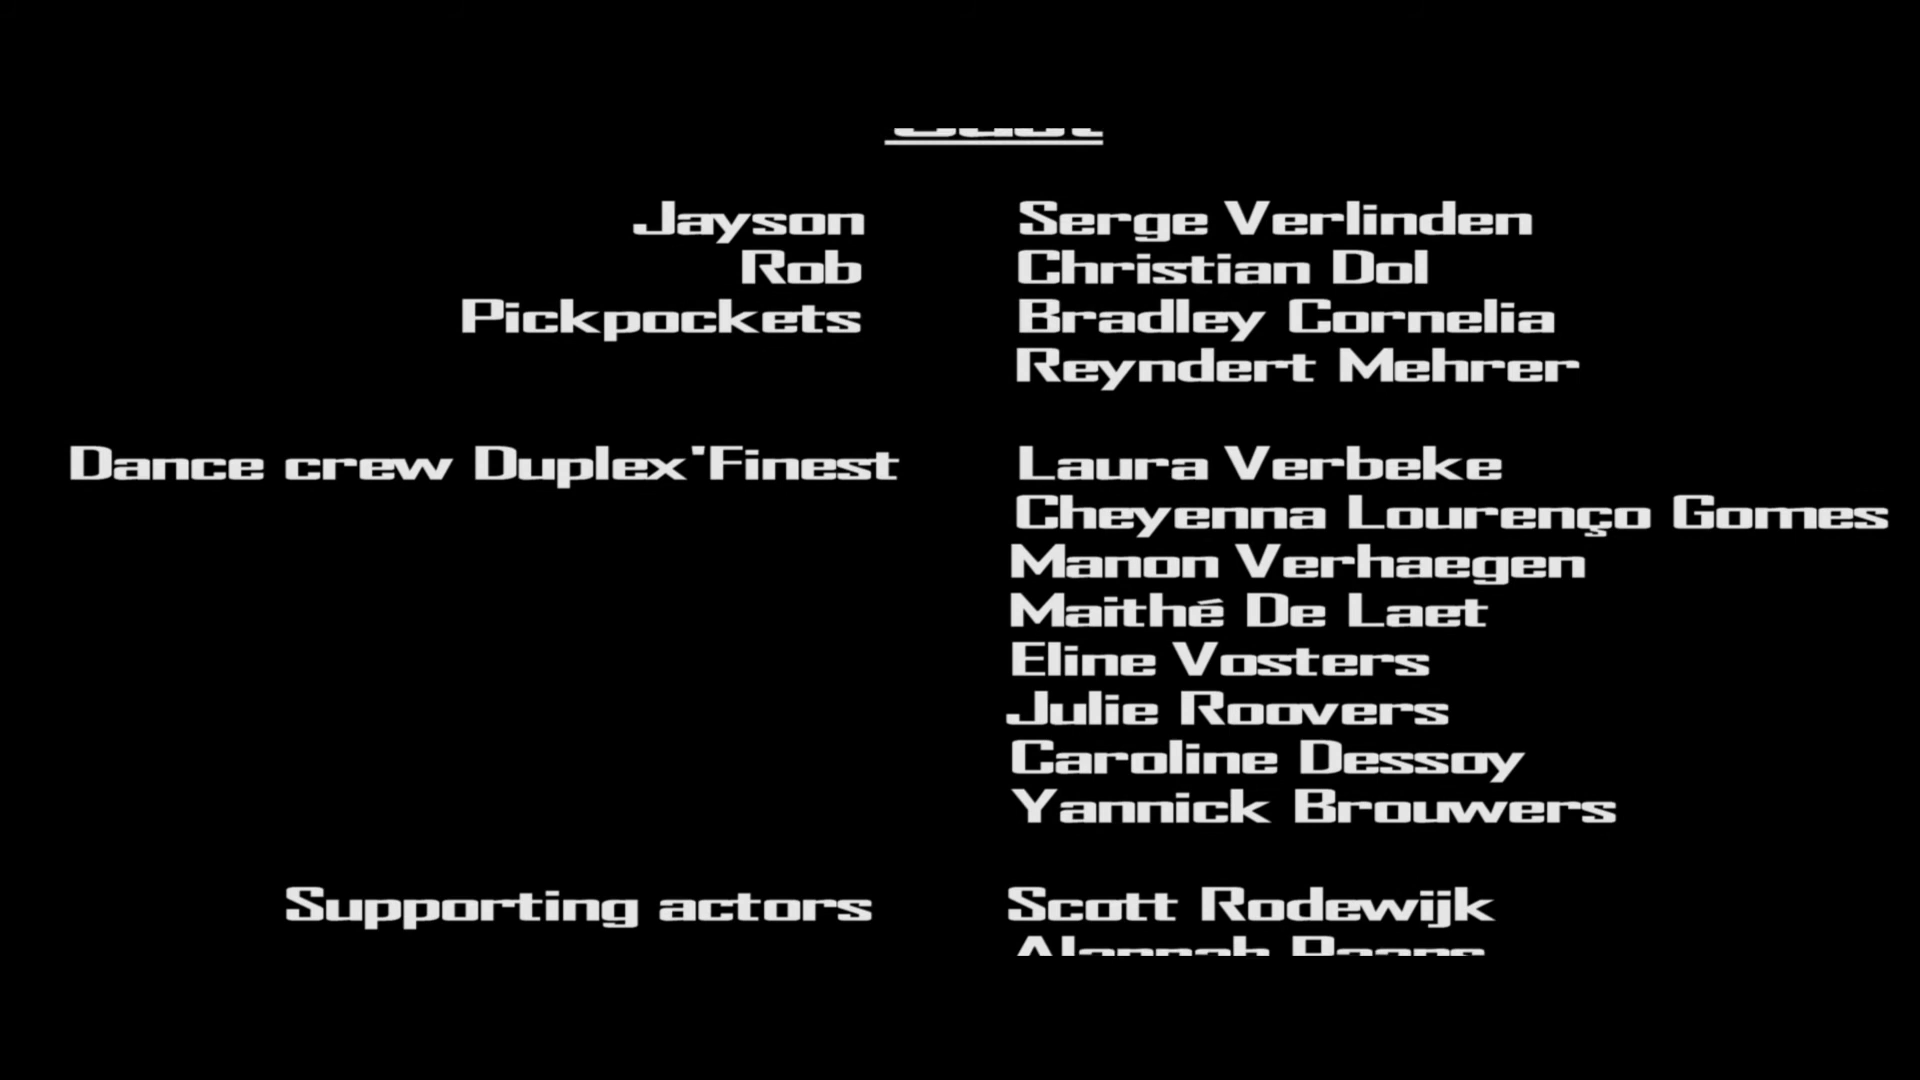 Jayson Serge Verlinden
Rob Christian Dol
Pickpockets Bradley Cornelia
Reyndert Mehrer
Dance crew Duplex'Finest Laura Verbeke
Cheyenna Lourenço Gomes
Manon Verhaegen
Maithé De Laet
Eline Vosters
Julie Roovers
Caroline Dessoy
Yannick Brouwers
Supporting actors Scott Rodewijk